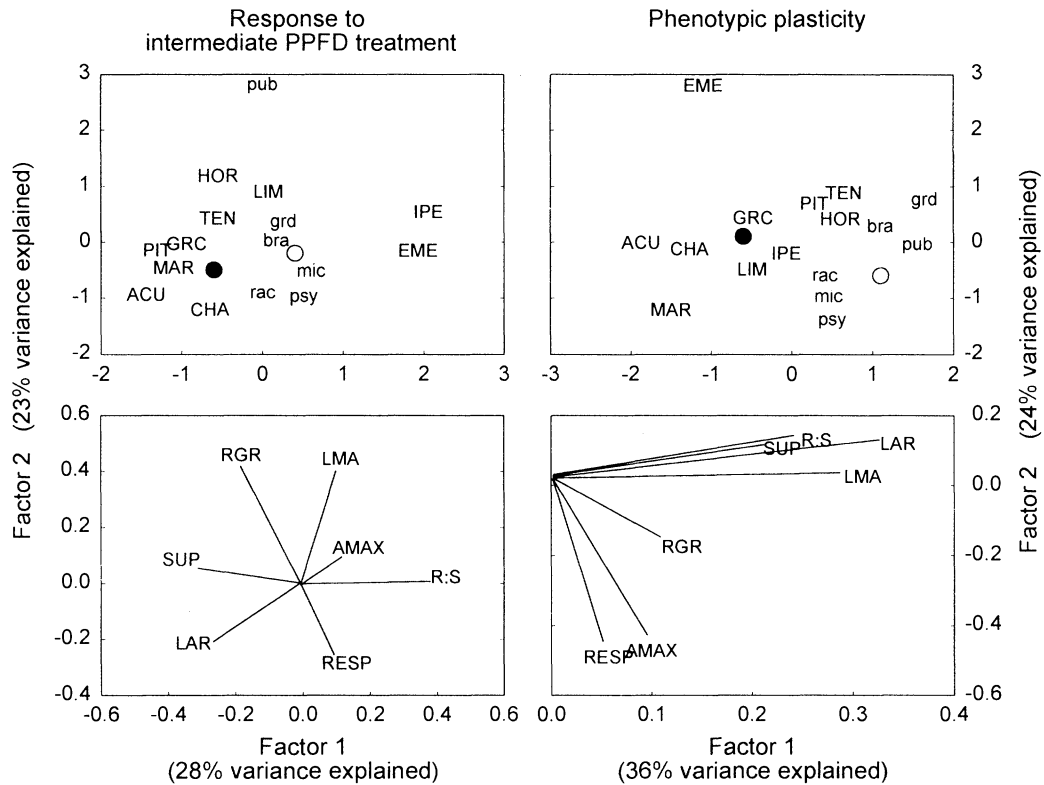 Response to
intermediate PPFD treatment
Phenotypic plasticity
Factor 2 (23% variance explained)
3
2
1
0
-1
-2
pub
HOR
LIM
TEN
grd
IPE
PIT
GRC
bra
EME
MAR
mic
ACU
rac
psy
CHA
-2
-1
0
1
2
3
EME
TEN
PIT
grd
GRC
HOR
bra
ACU
CHA
pub
IPE
LIM
rac
mic
MAR
psy
3
2
1
0
-1
-2
-3
-2
-1
0
1
2
Factor 2 (24% variance explained)
0.6
0.4
0.2
0.0
-0.2
-0.4
RGR
LMA
AMAX
SUP
R:S
LAR
RESP
-0.6
-0.4
-0.2
0.0
0.2
0.4
0.6
Factor 1
(28% variance explained)
R:S
SUP
LAR
LMA
RGR
RESP
AMAX
0.2
0.0
-0.2
-0.4
-0.6
0.0
0.1
0.2
0.3
0.4
Factor 1
(36% variance explained)